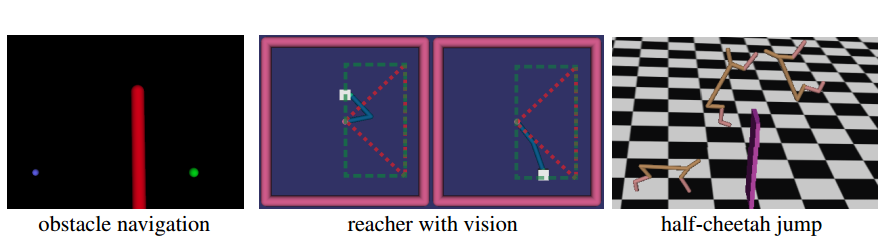 obstacle navigation
reacher with vision
half-cheetah jump